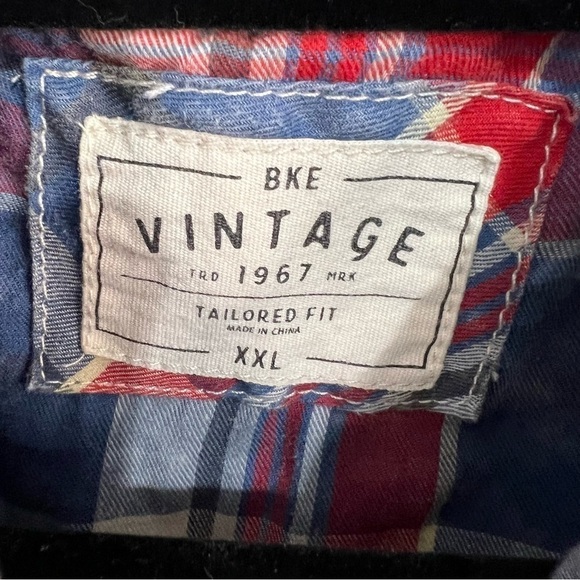 BKE
VINTAGE
TRD 1967 MRK
TAILORED FIT
MADE IN CHINA
XXL